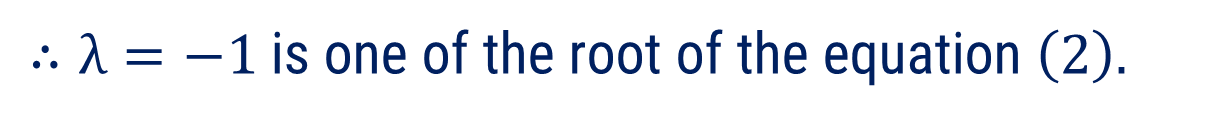 ∴ λ = −1 is one of the root of the equation (2).